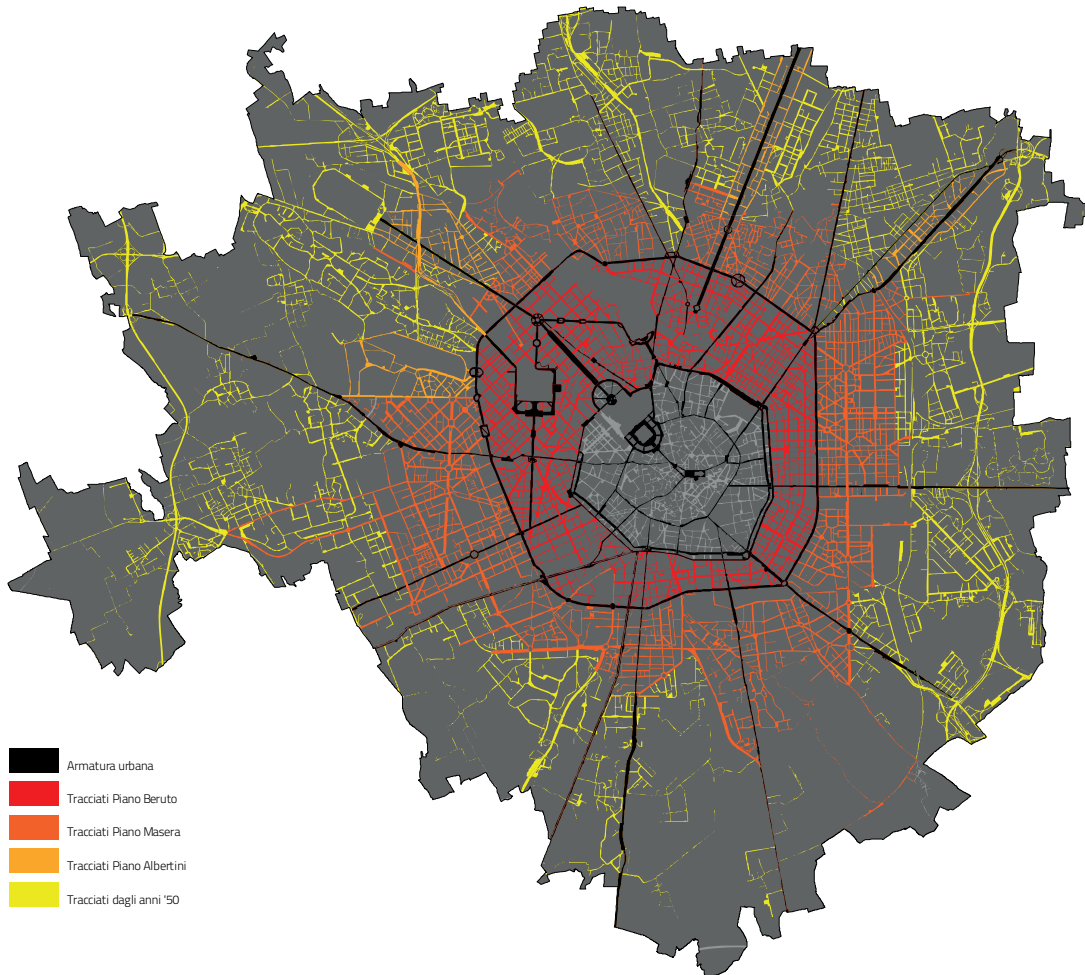 Armatura urbana
Tracciati Piano Beruto
Tracciati Piano Masera
Tracciati Piano Albertini
Tracciati dagli anni '50